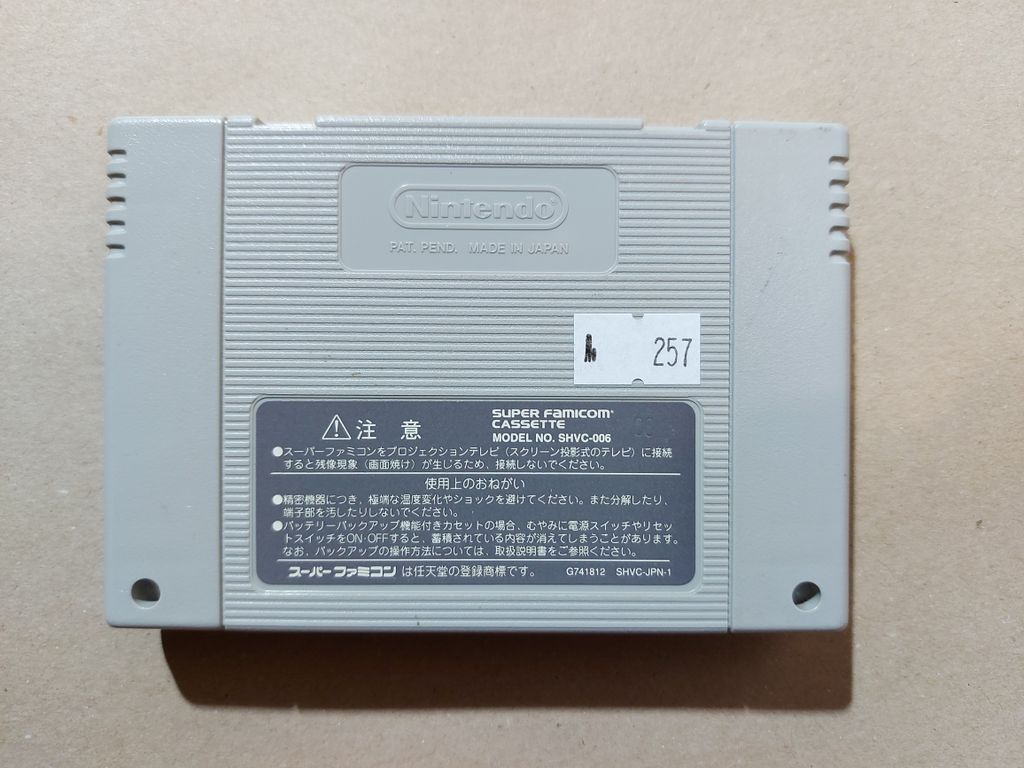 Nintendo®
PAT. PEND. MADE IN JAPAN
257
⚠注意
SUPER FAMICOM®
CASSETTE
MODEL NO. SHVC-006
●スーパーファミコンをプロジェクションテレビ（スクリーン投影式のテレビ）に接続
すると残像現象（画面焼け）が生じるため、接続しないでください。
使用上のおねがい
●精密機器につき、極端な温度変化やショックを避けてください。また分解したり、
端子部を汚したりしないでください。
●バッテリーバックアップ機能付きカセットの場合、むやみに電源スイッチやリセッ
トスイッチをON・OFFすると、蓄積されている内容が消えてしまうことがあります。
なお、バックアップの操作方法については、取扱説明書をご参照ください。
スーパーファミコンは任天堂の登録商標です。 G741812 SHVC-JPN-1